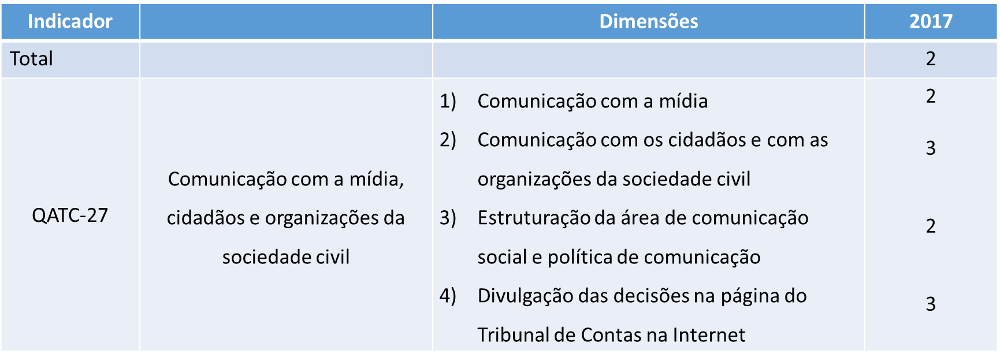 Indicador Dimensões 2017
Total 2
QATC-27
Comunicação com a mídia,
cidadãos e organizações da
sociedade civil
1) Comunicação com a mídia 2
2) Comunicação com os cidadãos e com as
organizações da sociedade civil 3
3) Estruturação da área de comunicação
social e política de comunicação 2
4) Divulgação das decisões na página do
Tribunal de Contas na Internet 3